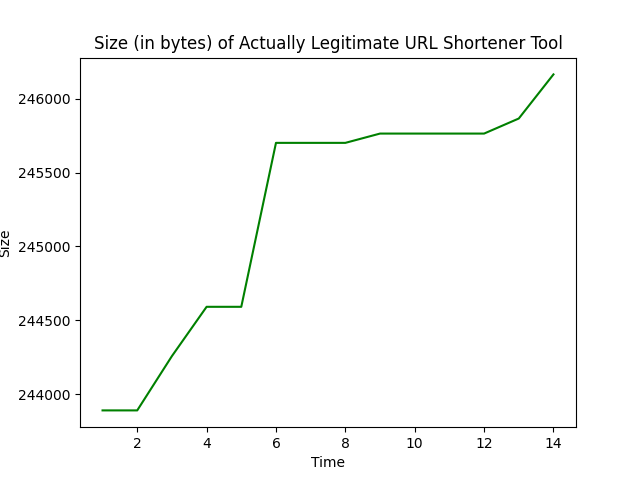 Size (in bytes) of Actually Legitimate URL Shortener Tool
246000
245500
245000
244500
244000
Size
2 4 6 8 10 12 14
Time